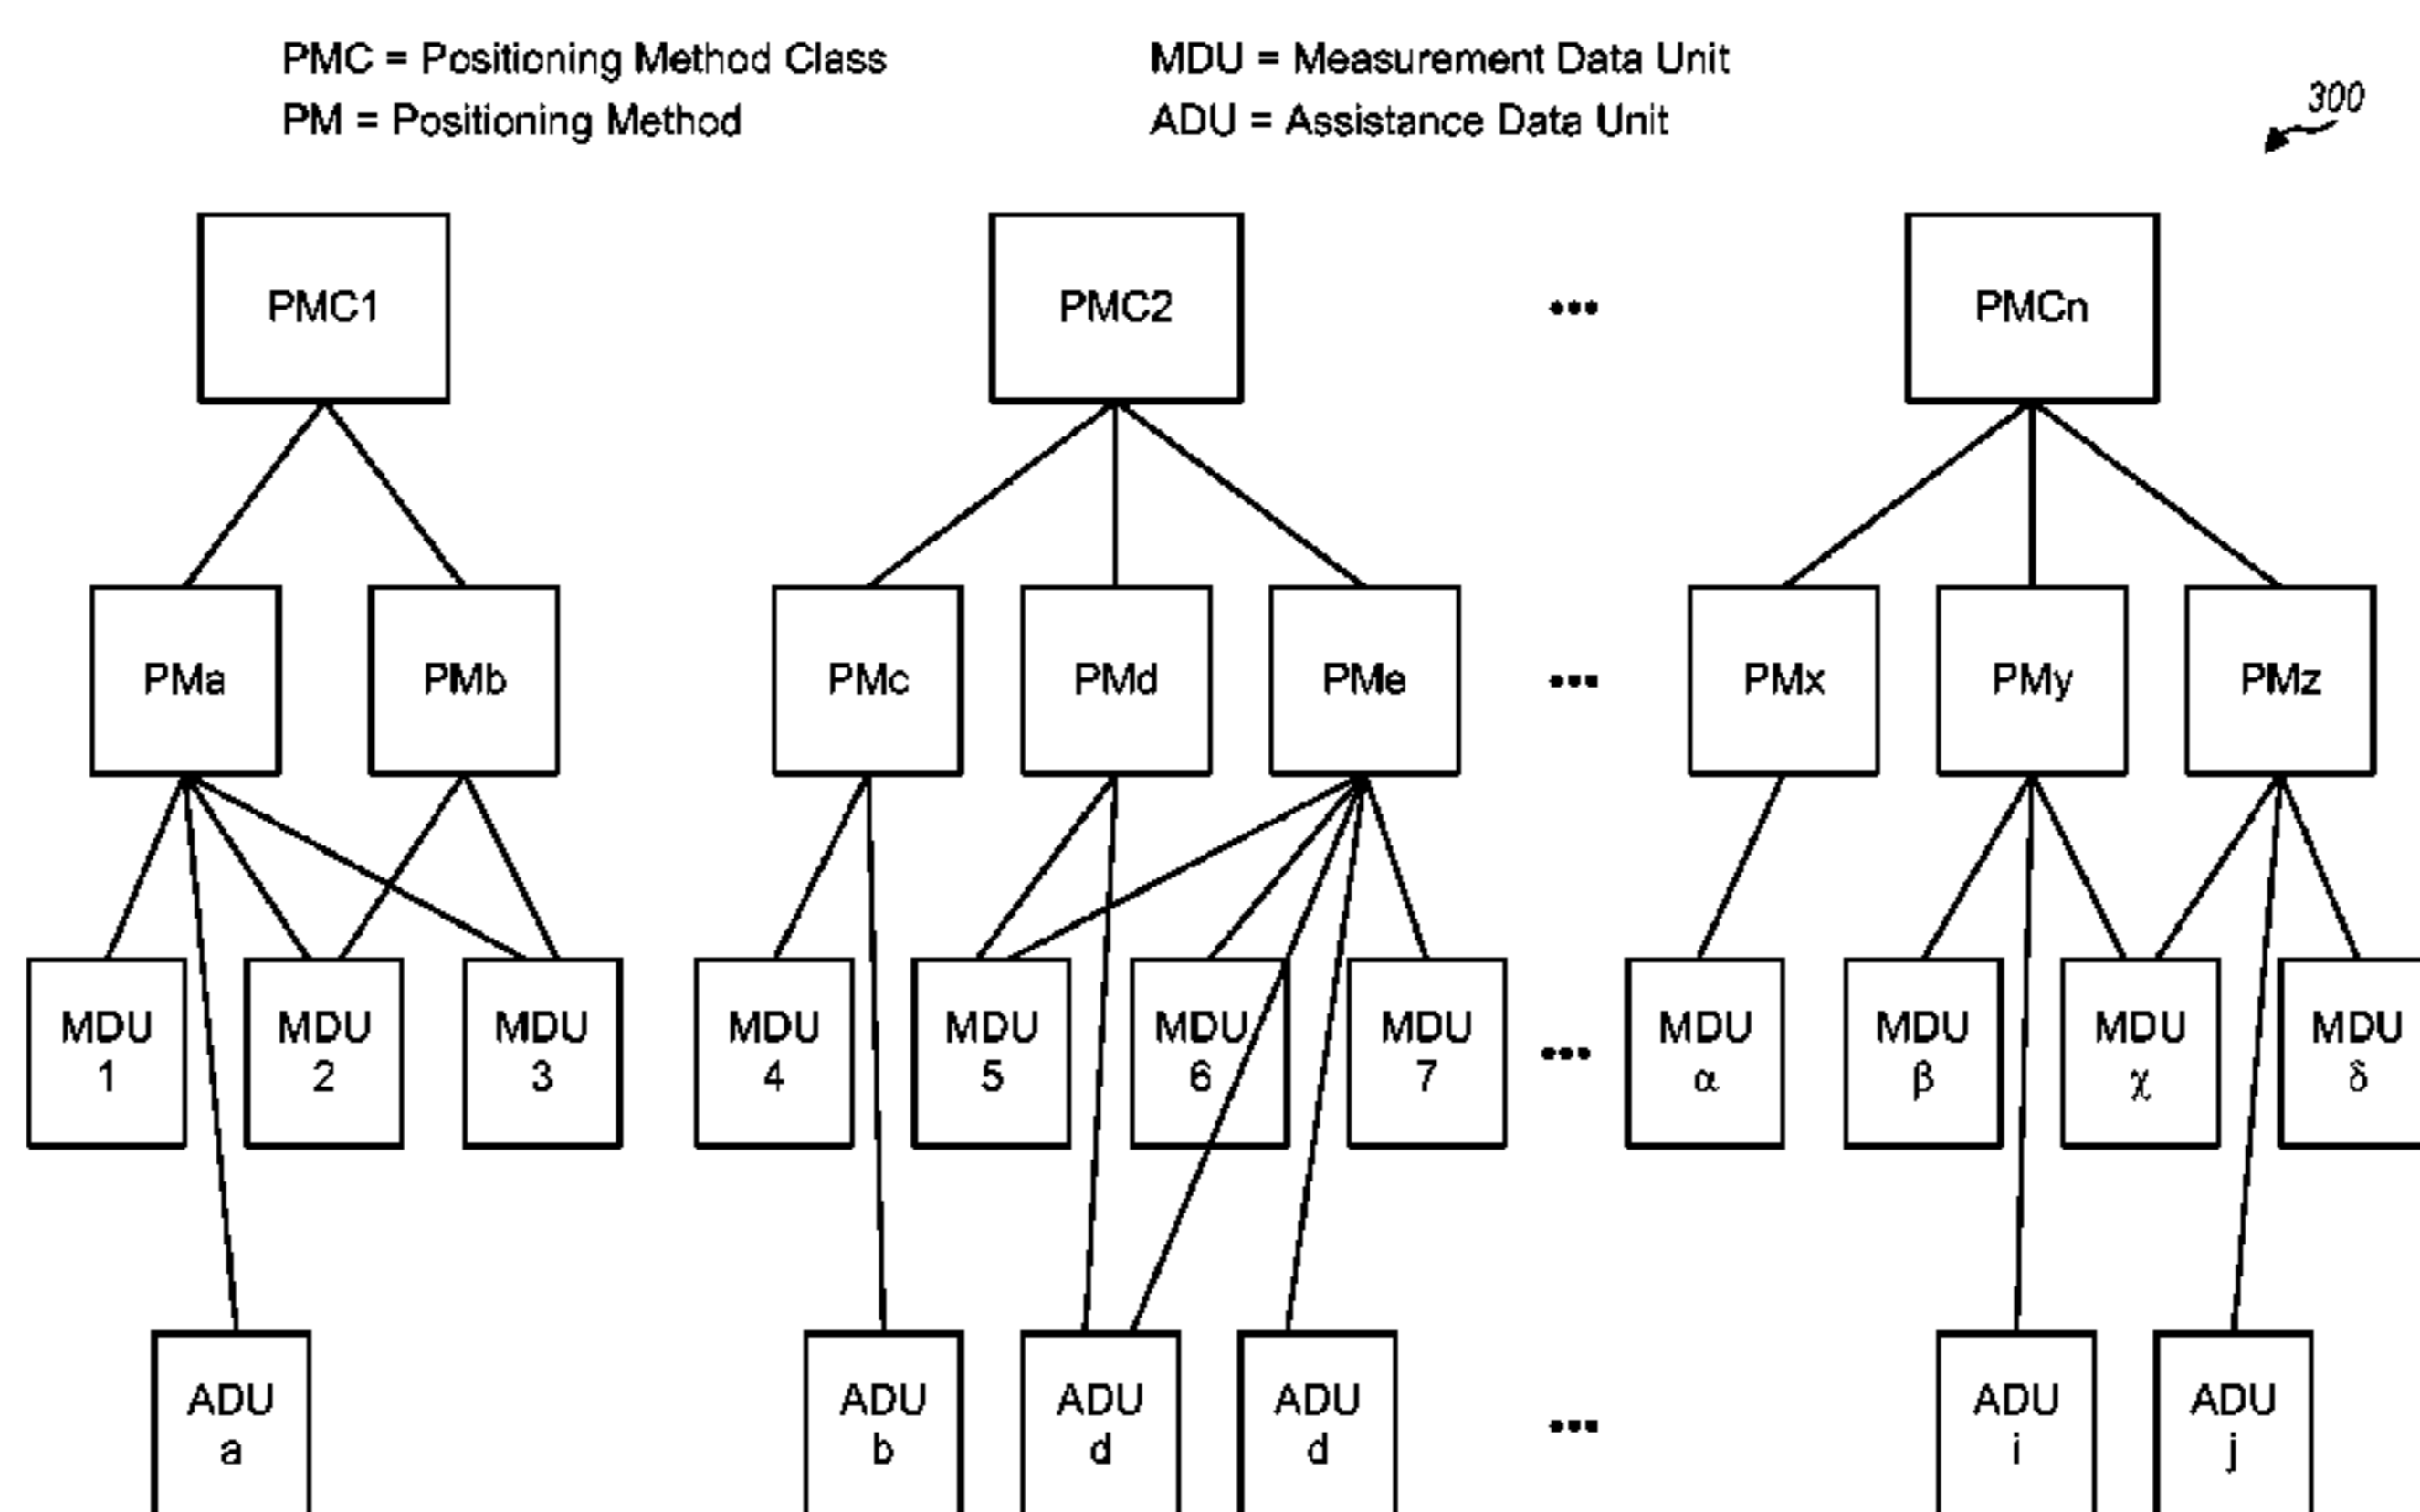 PMC = Positioning Method Class
PM = Positioning Method
MDU = Measurement Data Unit
ADU = Assistance Data Unit
300
PMC1
PMC2
•••
PMCn
PMa
PMb
PMc
PMd
PMe
•••
PMx
PMy
PMz
MDU
1
MDU
2
MDU
3
MDU
4
MDU
5
MDU
6
MDU
7
•••
MDU
α
MDU
β
MDU
χ
MDU
δ
ADU
a
ADU
b
ADU
d
ADU
d
•••
ADU
i
ADU
j